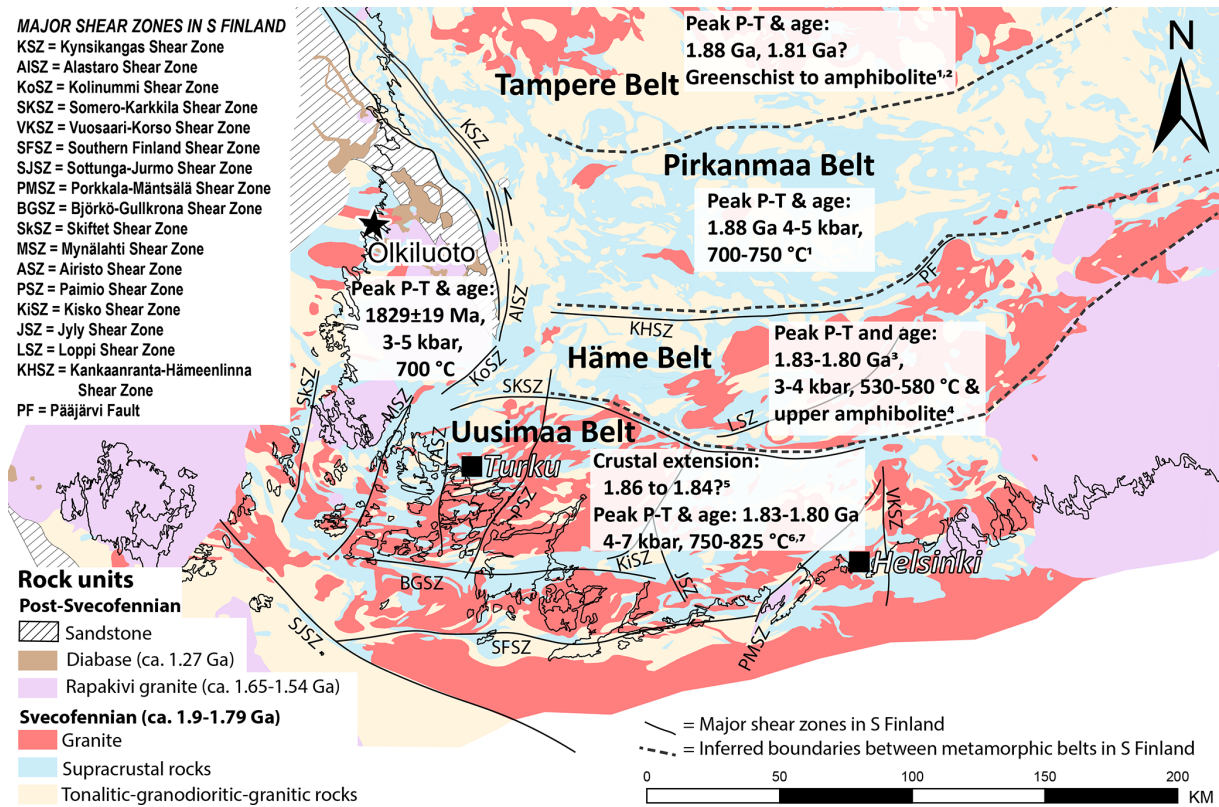 MAJOR SHEAR ZONES IN S FINLAND
KSZ = Kynsikangas Shear Zone
AlSZ = Alastaro Shear Zone
KoSZ = Kolinummi Shear Zone
SKSZ = Somero-Karkkila Shear Zone
VKSZ = Vuosaari-Korso Shear Zone
SFSZ = Southern Finland Shear Zone
SJSZ = Sottunga-Jurmo Shear Zone
PMSZ = Porkkala-Mäntsälä Shear Zone
BGSZ = Björkö-Gullkrona Shear Zone
SkSZ = Skiftet Shear Zone
MSZ = Mynälahti Shear Zone
ASZ = Airisto Shear Zone
PSZ = Paimio Shear Zone
KiSZ = Kisko Shear Zone
JSZ = Jyly Shear Zone
LSZ = Loppi Shear Zone
KHSZ = Kankaanranta-Hämeenlinna
Shear Zone
PF = Pääjärvi Fault
Peak P-T & age:
1.88 Ga, 1.81 Ga?
Greenschist to amphibolite¹,²
Tampere Belt
N
KSZ
Pirkanmaa Belt
Peak P-T & age:
1.88 Ga 4-5 kbar,
700-750 °C¹
Olkiluoto
Peak P-T & age:
1829±19 Ma,
3-5 kbar,
700 °C
AlSZ
PF
KHSZ
Häme Belt
Peak P-T and age:
1.83-1.80 Ga³,
3-4 kbar, 530-580 °C &
upper amphibolite⁴
KoSZ
SkSZ
SKSZ
MSZ
LSZ
Uusimaa Belt
ASZ
Turku
PSZ
Crustal extension:
1.86 to 1.84?⁵
Peak P-T & age: 1.83-1.80 Ga
4-7 kbar, 750-825 °C⁶,⁷
VKSZ
Helsinki
KiSZ
JSZ
BGSZ
SJSZ
SFSZ
PMSZ
Rock units
Post-Svecofennian
Sandstone
Diabase (ca. 1.27 Ga)
Rapakivi granite (ca. 1.65-1.54 Ga)
Svecofennian (ca. 1.9-1.79 Ga)
Granite
Supracrustal rocks
Tonalitic-granodioritic-granitic rocks
= Major shear zones in S Finland
= Inferred boundaries between metamorphic belts in S Finland
0 50 100 150 200
KM